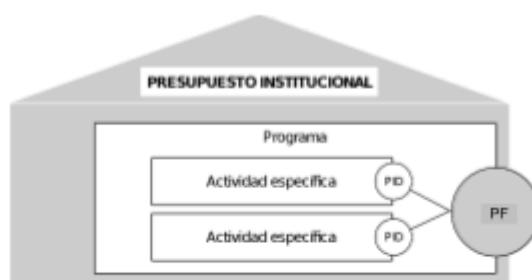 PRESUPUESTO INSTITUCIONAL
Programa
Actividad específica
PID
PF
Actividad específica
PID